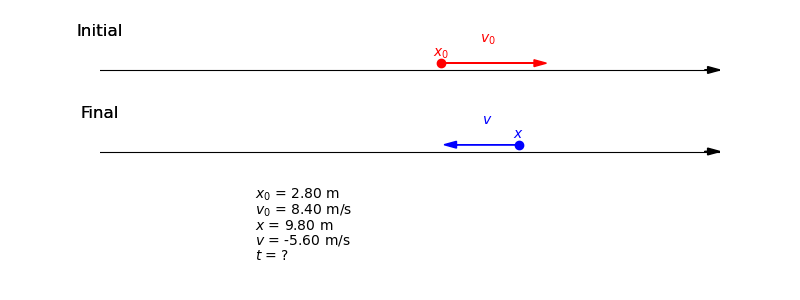 Initial
v₀
x₀
Final
v
x
x₀ = 2.80 m
v₀ = 8.40 m/s
x = 9.80 m
v = -5.60 m/s
t = ?